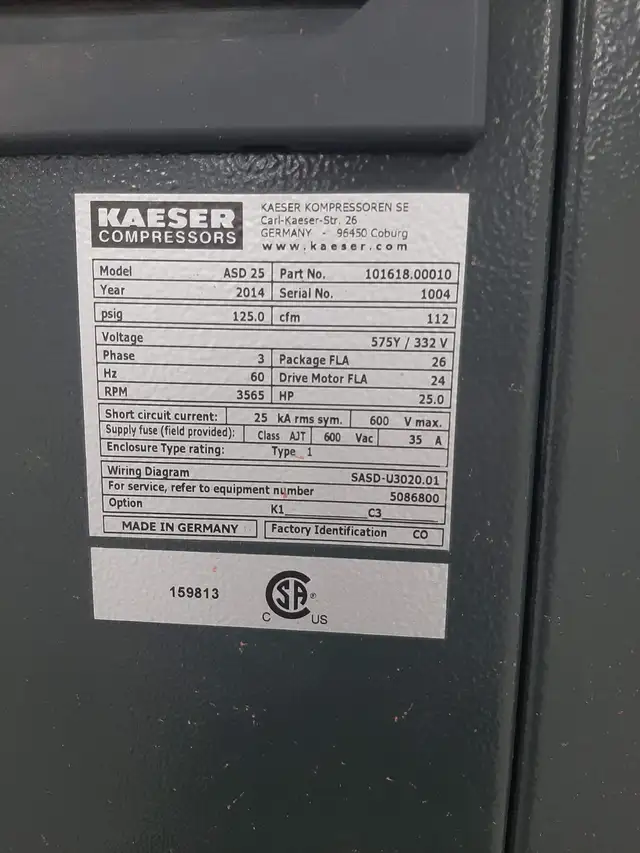 KAESER
COMPRESSORS
KAESER KOMPRESSOREN SE
Carl-Kaeser-Str. 26
GERMANY - 96450 Coburg
www.kaeser.com
Model ASD 25 Part No. 101618.00010
Year 2014 Serial No. 1004
psig 125.0 cfm 112
Voltage 575Y / 332 V
Phase 3 Package FLA 26
Hz 60 Drive Motor FLA 24
RPM 3565 HP 25.0
Short circuit current: 25 kA rms sym. 600 V max.
Supply fuse (field provided): Class AJT 600 Vac 35 A
Enclosure Type rating: Type 1
Wiring Diagram SASD-U3020.01
For service, refer to equipment number 5086800
Option K1 C3
MADE IN GERMANY Factory Identification CO
159813 C SA ® US